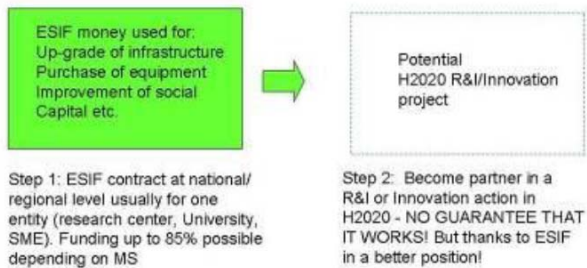 ESIF money used for:
Up-grade of infrastructure
Purchase of equipment
Improvement of social
Capital etc.
Potential
H2020 R&I/Innovation
project
Step 1: ESIF contract at national/
regional level usually for one
entity (research center, University,
SME). Funding up to 85% possible
depending on MS
Step 2: Become partner in a
R&I or Innovation action in
H2020 - NO GUARANTEE THAT
IT WORKS! But thanks to ESIF
in a better position!